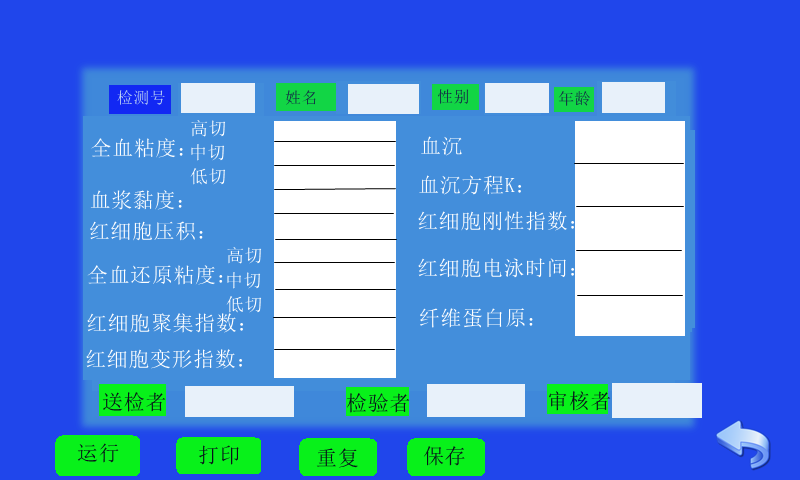 检测号 姓名 性别 年龄
高切
全血粘度：中切
低切
血浆黏度：
红细胞压积：
高切
全血还原粘度：中切
低切
红细胞聚集指数：
红细胞变形指数：
血沉
血沉方程K：
红细胞刚性指数：
红细胞电泳时间：
纤维蛋白原：
送检者 检验者 审核者
运行 打印 重复 保存